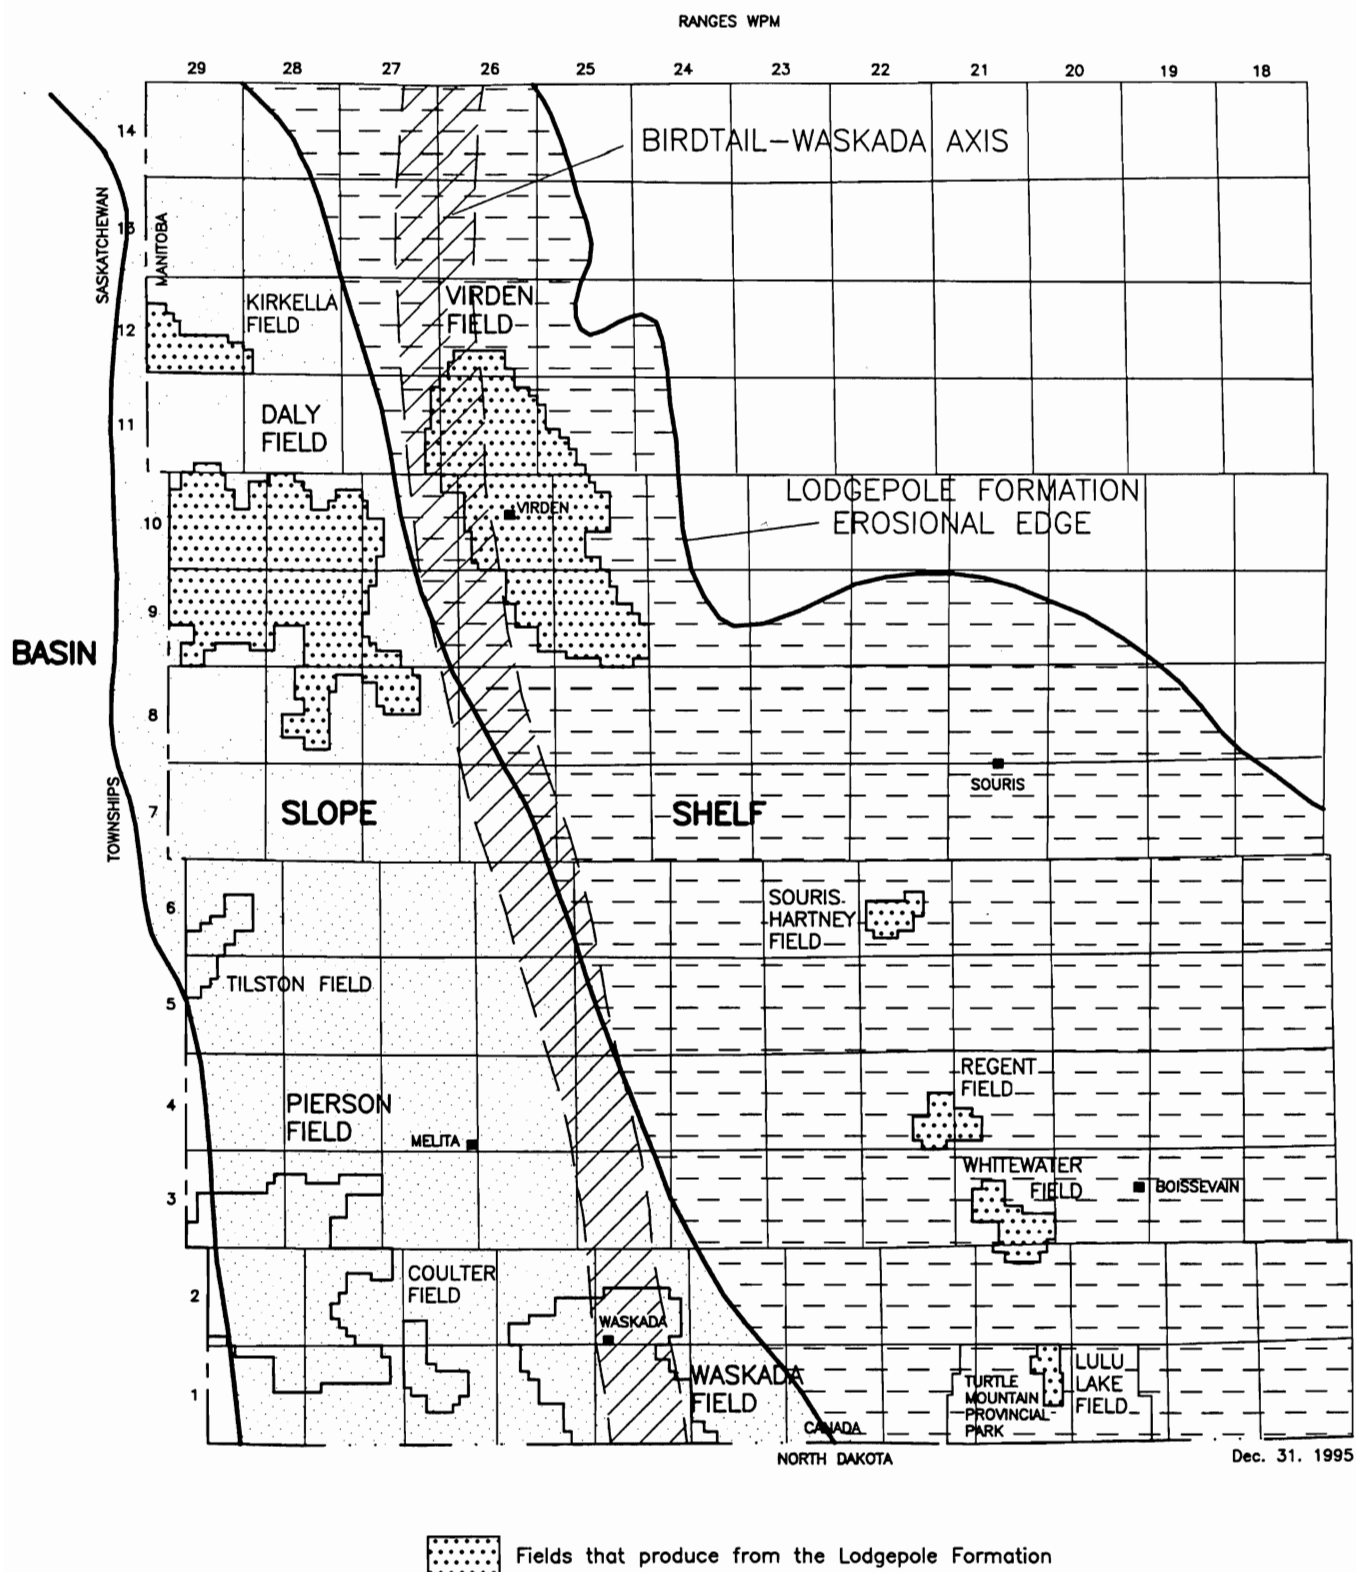 RANGES WPM
29 28 27 26 25 24 23 22 21 20 19 18
14
BIRDTAIL-WASKADA AXIS
SASKATCHEWAN
MANITOBA
13
KIRKELLA
FIELD
VIRDEN
FIELD
12
DALY
FIELD
11
LODGEPOLE FORMATION
EROSIONAL EDGE
VIRDEN
10
9
BASIN
8
SOURIS
TOWNSHIPS
7
SLOPE
SHELF
6
SOURIS
HARTNEY
FIELD
TILSTON FIELD
5
REGENT
FIELD
4
PIERSON
FIELD
MELITA
WHITEWATER
FIELD
BOISSEVAIN
3
COULTER
FIELD
2
WASKADA
WASKADA
FIELD
1
TURTLE
MOUNTAIN
PROVINCIAL
PARK
LULU
LAKE
FIELD
CANADA
NORTH DAKOTA
Dec. 31. 1995
Fields that produce from the Lodgepole Formation